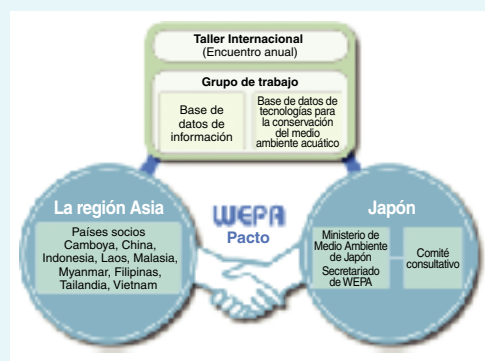 Taller Internacional
(Encuentro anual)
Grupo de trabajo
Base de
datos de
información
Base de datos de
tecnologías para
la conservación
del medio
ambiente acuático
La región Asia
Países socios
Camboya, China,
Indonesia, Laos, Malasia,
Myanmar, Filipinas,
Tailandia, Vietnam
WEPA
Pacto
Japón
Ministerio de
Medio Ambiente
de Japón
Secretariado
de WEPA
Comité
consultativo